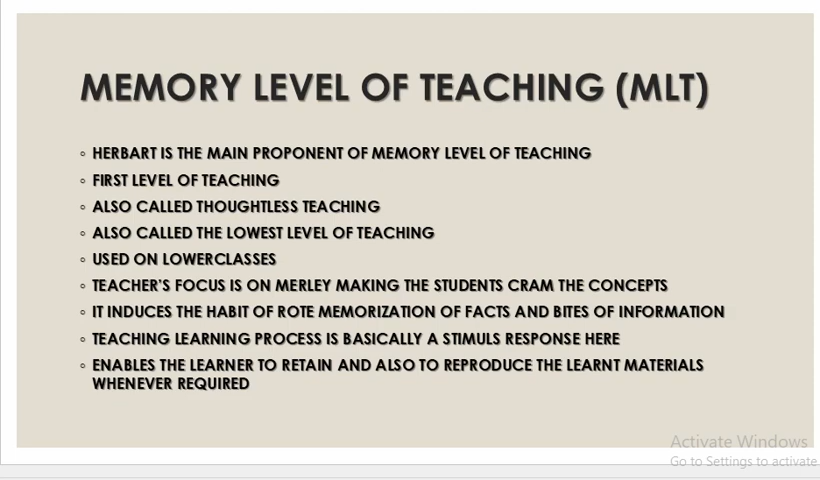 MEMORY LEVEL OF TEACHING (MLT)
◦ HERBART IS THE MAIN PROPONENT OF MEMORY LEVEL OF TEACHING
◦ FIRST LEVEL OF TEACHING
◦ ALSO CALLED THOUGHTLESS TEACHING
◦ ALSO CALLED THE LOWEST LEVEL OF TEACHING
◦ USED ON LOWERCLASSES
◦ TEACHER'S FOCUS IS ON MERLEY MAKING THE STUDENTS CRAM THE CONCEPTS
◦ IT INDUCES THE HABIT OF ROTE MEMORIZATION OF FACTS AND BITES OF INFORMATION
◦ TEACHING LEARNING PROCESS IS BASICALLY A STIMULS RESPONSE HERE
◦ ENABLES THE LEARNER TO RETAIN AND ALSO TO REPRODUCE THE LEARNT MATERIALS
WHENEVER REQUIRED
Activate Windows
Go to Settings to activate